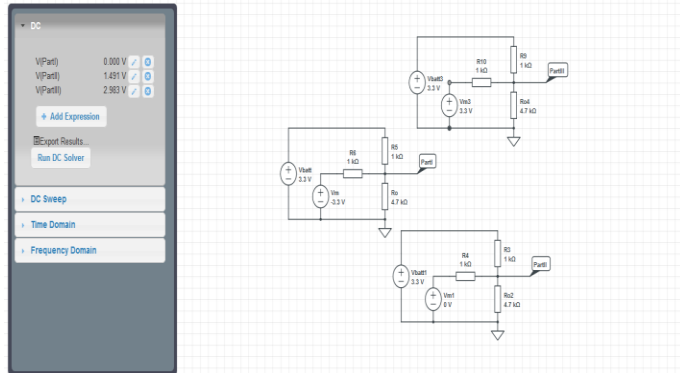 DC
V(PartI) 0.000 V
V(PartII) 1.491 V
V(PartIII) 2.983 V
+ Add Expression
Export Results...
Run DC Solver
DC Sweep
Time Domain
Frequency Domain
R9
1 kΩ
R10
1 kΩ
PartIII
Vbatt3
3.3 V
Vm3
3.3 V
Ro4
4.7 kΩ
R5
1 kΩ
R6
1 kΩ
PartI
Vbatt
3.3 V
Vm
-3.3 V
Ro
4.7 kΩ
R3
1 kΩ
R4
1 kΩ
PartII
Vbatt1
3.3 V
Vm1
0 V
Ro2
4.7 kΩ